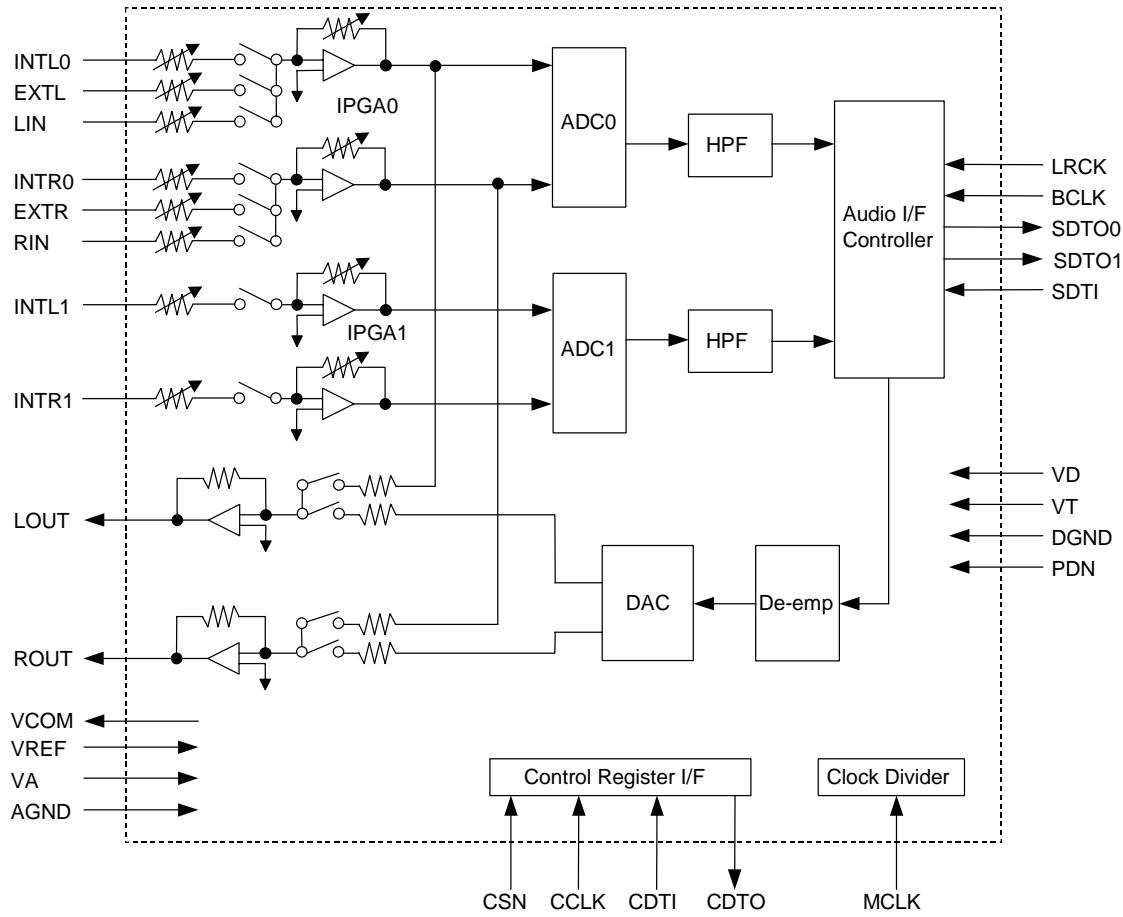 INTL0
EXTL
LIN
IPGA0
ADC0
HPF
INTR0
EXTR
RIN
Audio I/F
Controller
LRCK
BCLK
SDTO0
SDTO1
SDTI
INTL1
IPGA1
ADC1
HPF
INTR1
LOUT
VD
VT
DGND
PDN
DAC
De-emp
ROUT
VCOM
VREF
VA
AGND
Control Register I/F
Clock Divider
CSN
CCLK
CDTI
CDTO
MCLK